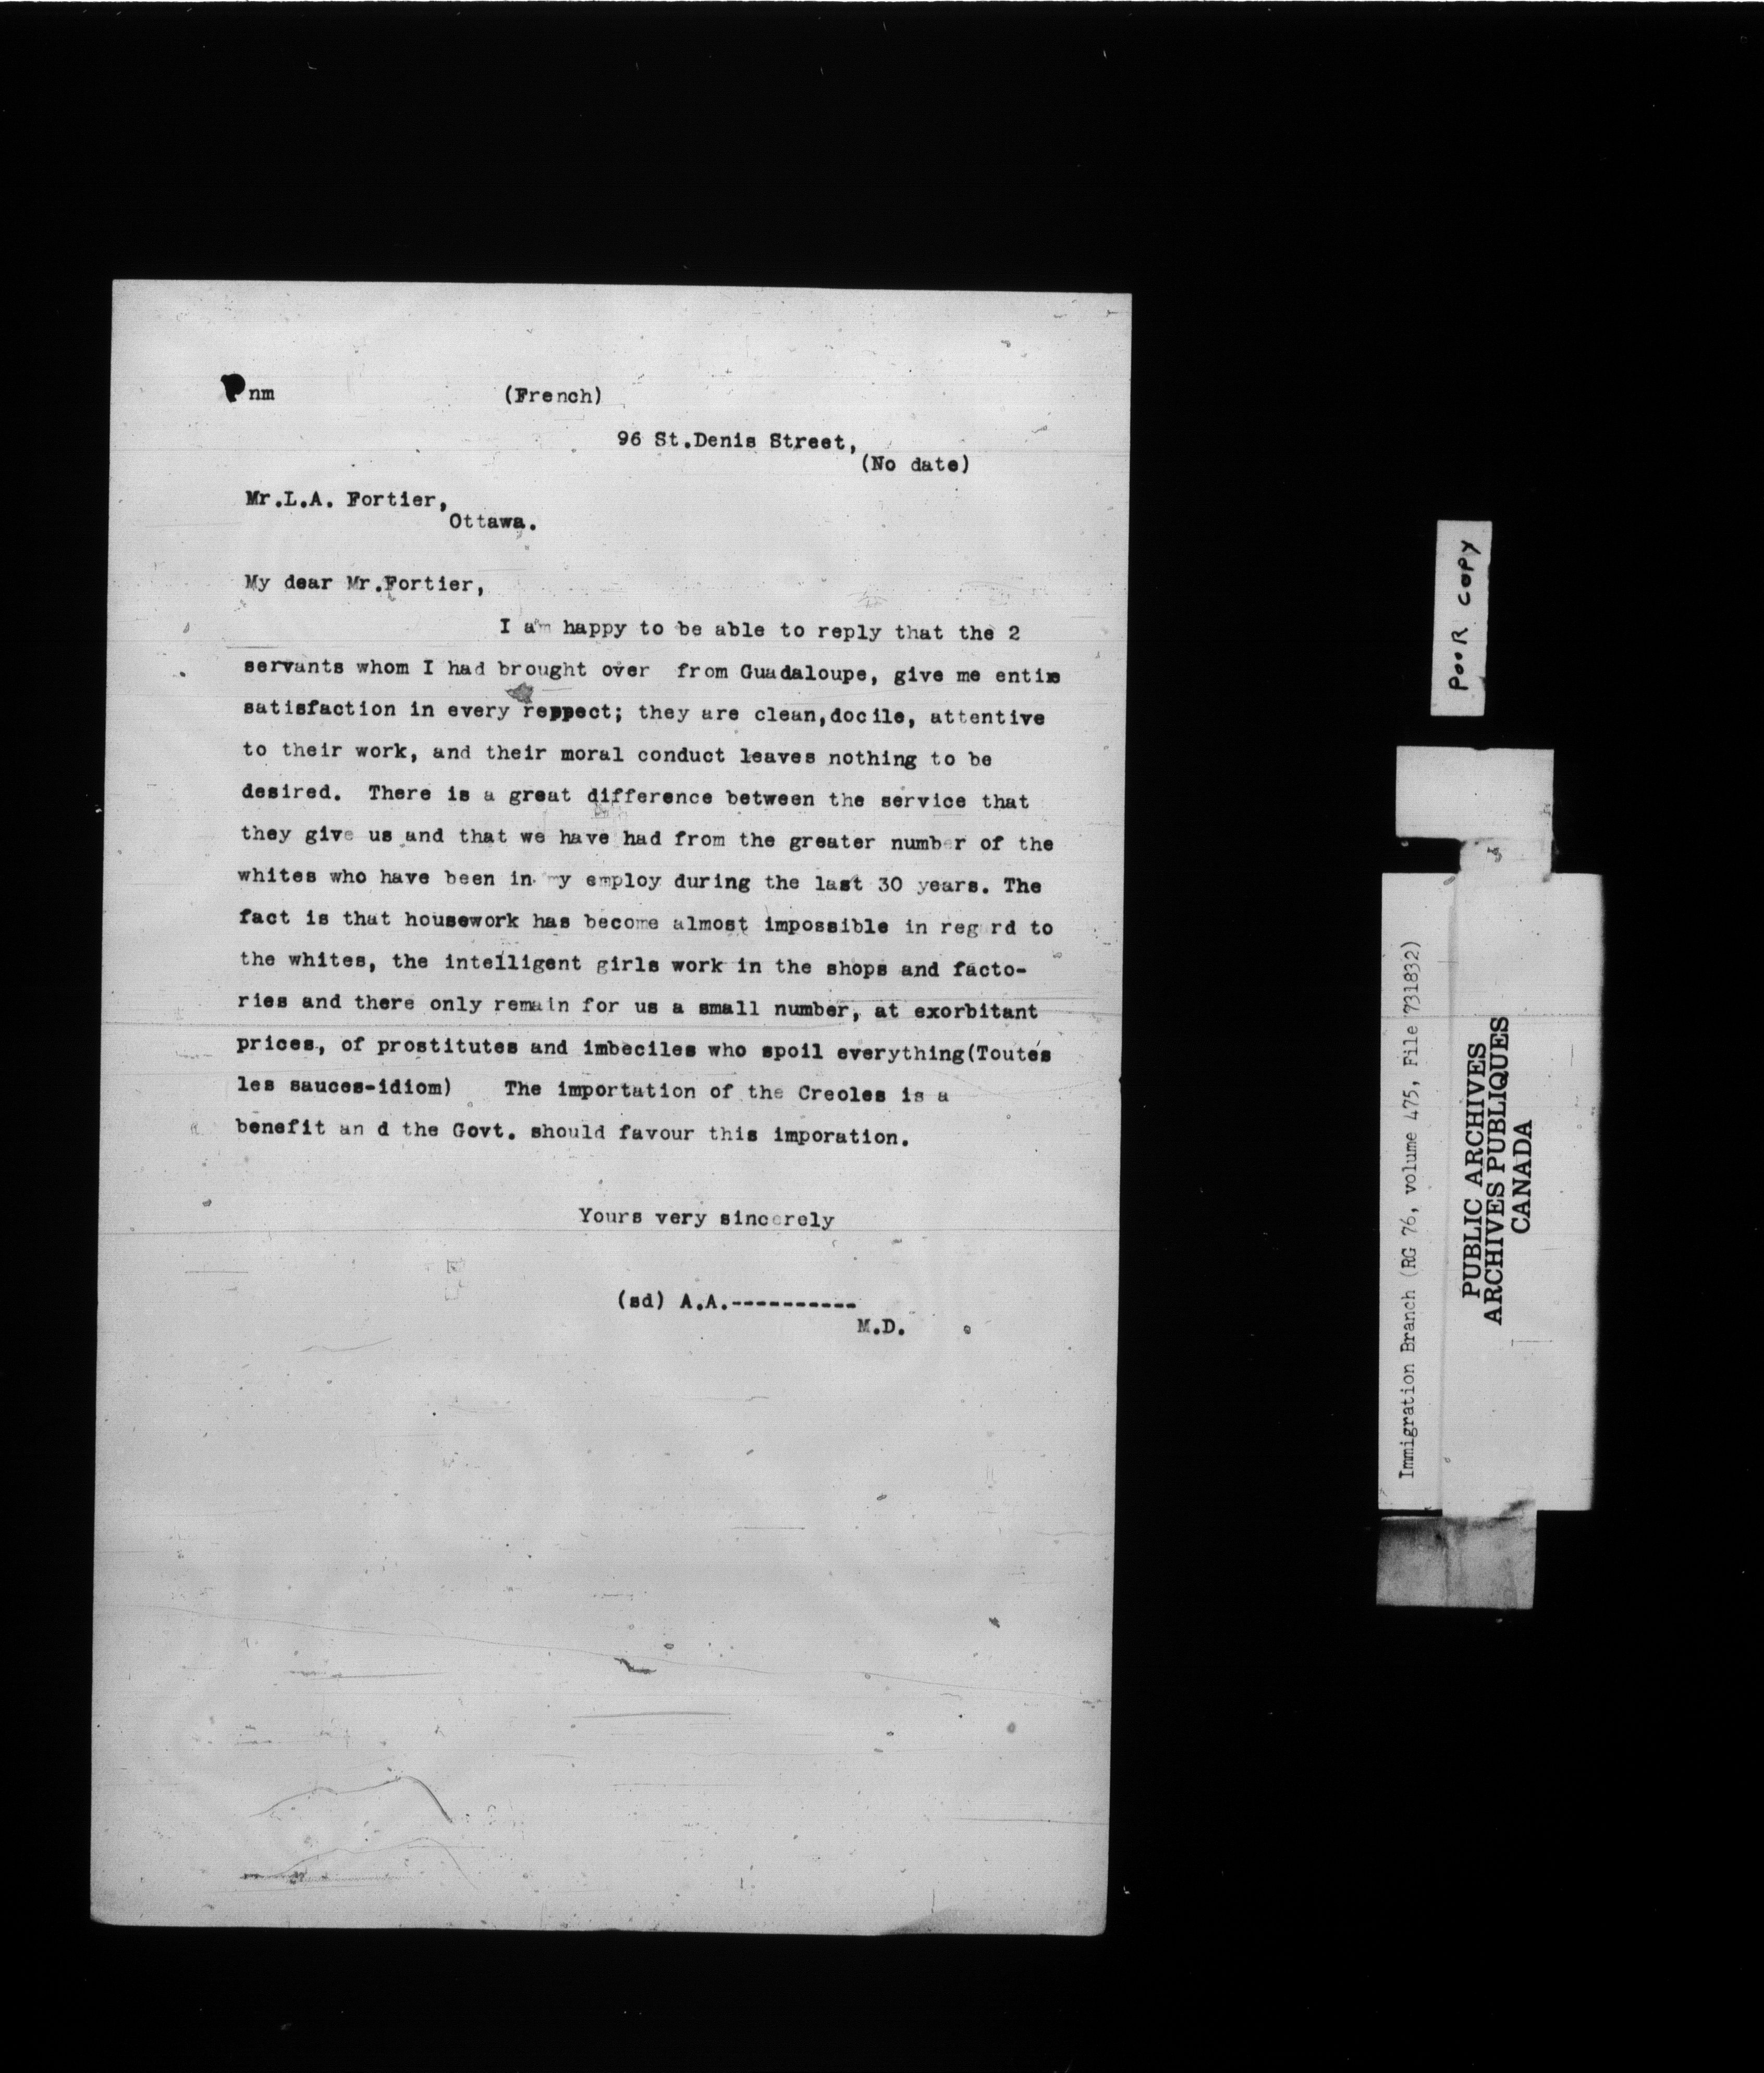 nm (French)
96 St.Denis Street,
(No date)
Mr.L.A. Fortier,
Ottawa.
My dear Mr.Fortier,
I am happy to be able to reply that the 2
servants whom I had brought over from Guadaloupe, give me entire
satisfaction in every reppect; they are clean,docile, attentive
to their work, and their moral conduct leaves nothing to be
desired. There is a great difference between the service that
they give us and that we have had from the greater number of the
whites who have been in my employ during the last 30 years. The
fact is that housework has become almost impossible in regard to
the whites, the intelligent girls work in the shops and facto-
ries and there only remain for us a small number, at exorbitant
prices, of prostitutes and imbeciles who spoil everything(Toutes
les sauces-idiom) The importation of the Creoles is a
benefit an d the Govt. should favour this imporation.
Yours very sincerely
(sd) A.A.----------
M.D.
POOR COPY
Immigration Branch (RG 76, volume 475, File 731832)
PUBLIC ARCHIVES
ARCHIVES PUBLIQUES
CANADA